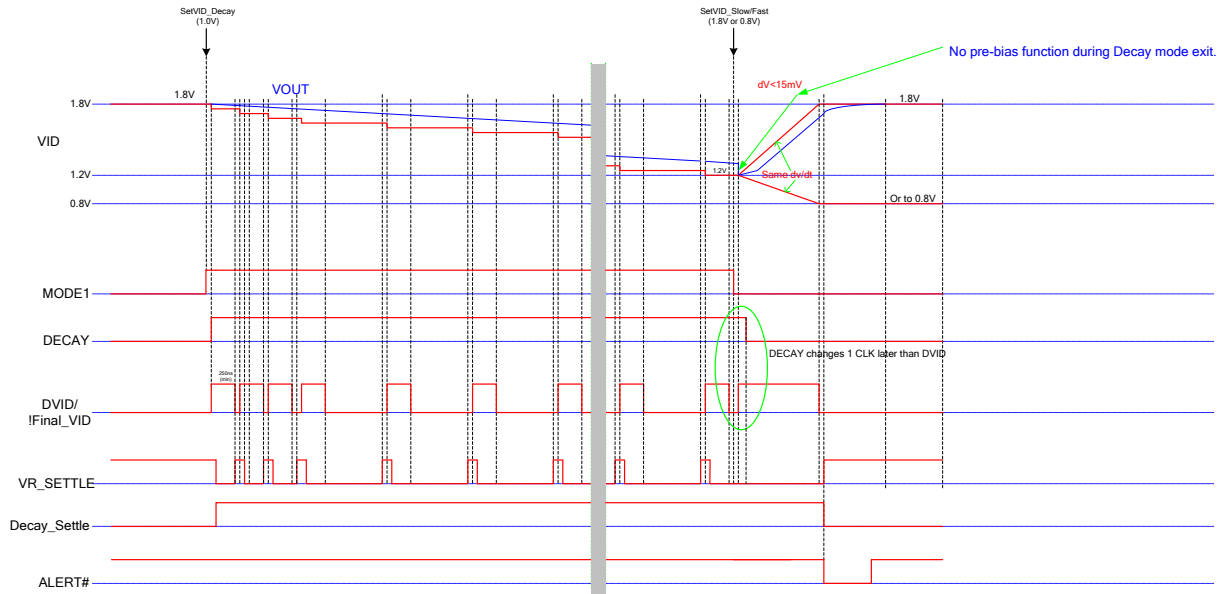 SetVID_Decay
(1.0V)
SetVID_Slow/Fast
(1.8V or 0.8V)
No pre-bias function during Decay mode exit.
dV<15mV
1.8V
VOUT
1.8V
1.8V
VID
1.2V
1.2V
Same dv/dt
0.8V
Or to 0.8V
MODE1
DECAY
DECAY changes 1 CLK later than DVID
250ns
(min)
DVID/
!Final_VID
VR_SETTLE
Decay_Settle
ALERT#